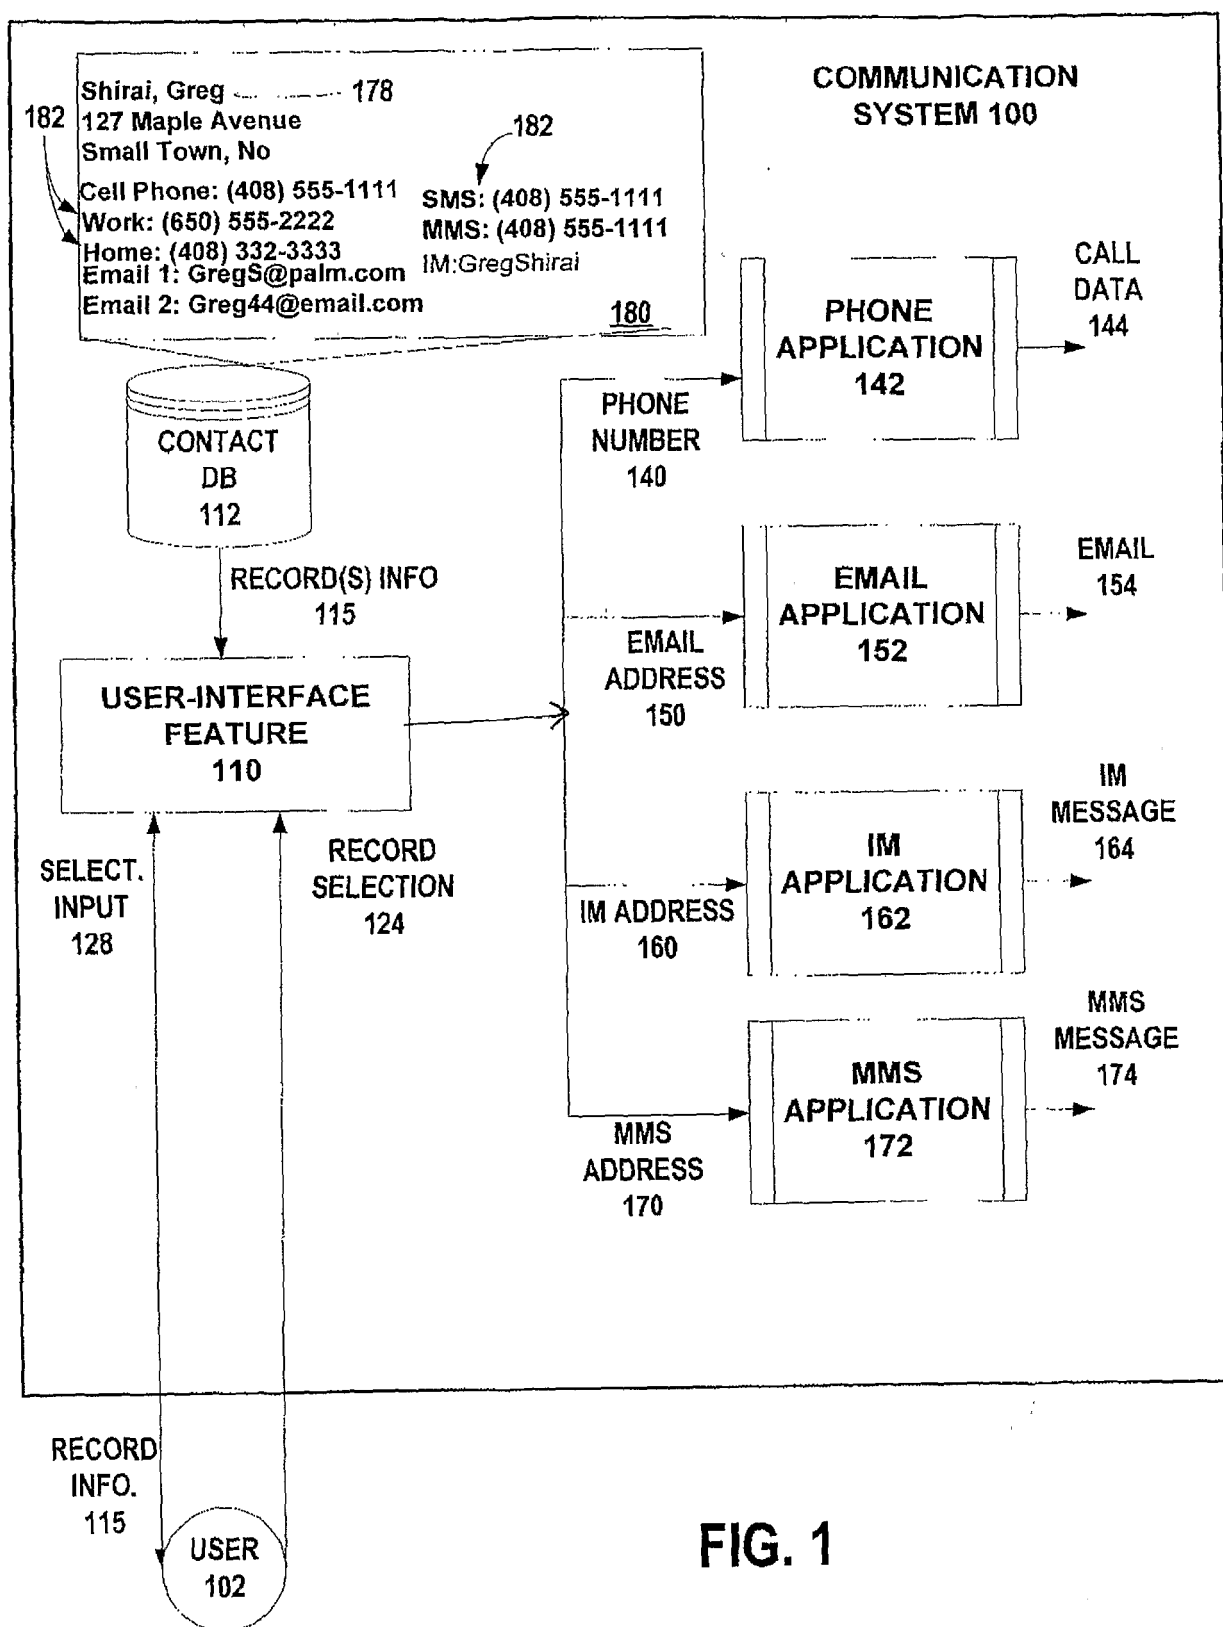 COMMUNICATION
SYSTEM 100
Shirai, Greg
178
182
127 Maple Avenue
Small Town, No
182
Cell Phone: (408) 555-1111
Work: (650) 555-2222
Home: (408) 332-3333
Email 1: GregS@palm.com
Email 2: Greg44@email.com
SMS: (408) 555-1111
MMS: (408) 555-1111
IM:GregShirai
180
CONTACT
DB
112
RECORD(S) INFO
115
USER-INTERFACE
FEATURE
110
SELECT.
INPUT
128
RECORD
SELECTION
124
PHONE
NUMBER
140
PHONE
APPLICATION
142
CALL
DATA
144
EMAIL
ADDRESS
150
EMAIL
APPLICATION
152
EMAIL
154
IM ADDRESS
160
IM
APPLICATION
162
IM
MESSAGE
164
MMS
ADDRESS
170
MMS
APPLICATION
172
MMS
MESSAGE
174
RECORD
INFO.
115
USER
102
FIG. 1